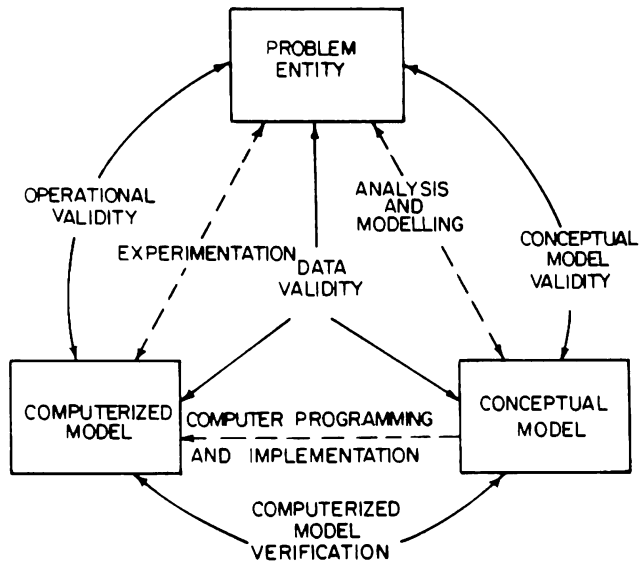 PROBLEM
ENTITY
OPERATIONAL
VALIDITY
ANALYSIS
AND
MODELLING
EXPERIMENTATION
DATA
VALIDITY
CONCEPTUAL
MODEL
VALIDITY
COMPUTERIZED
MODEL
COMPUTER PROGRAMMING
AND IMPLEMENTATION
CONCEPTUAL
MODEL
COMPUTERIZED
MODEL
VERIFICATION